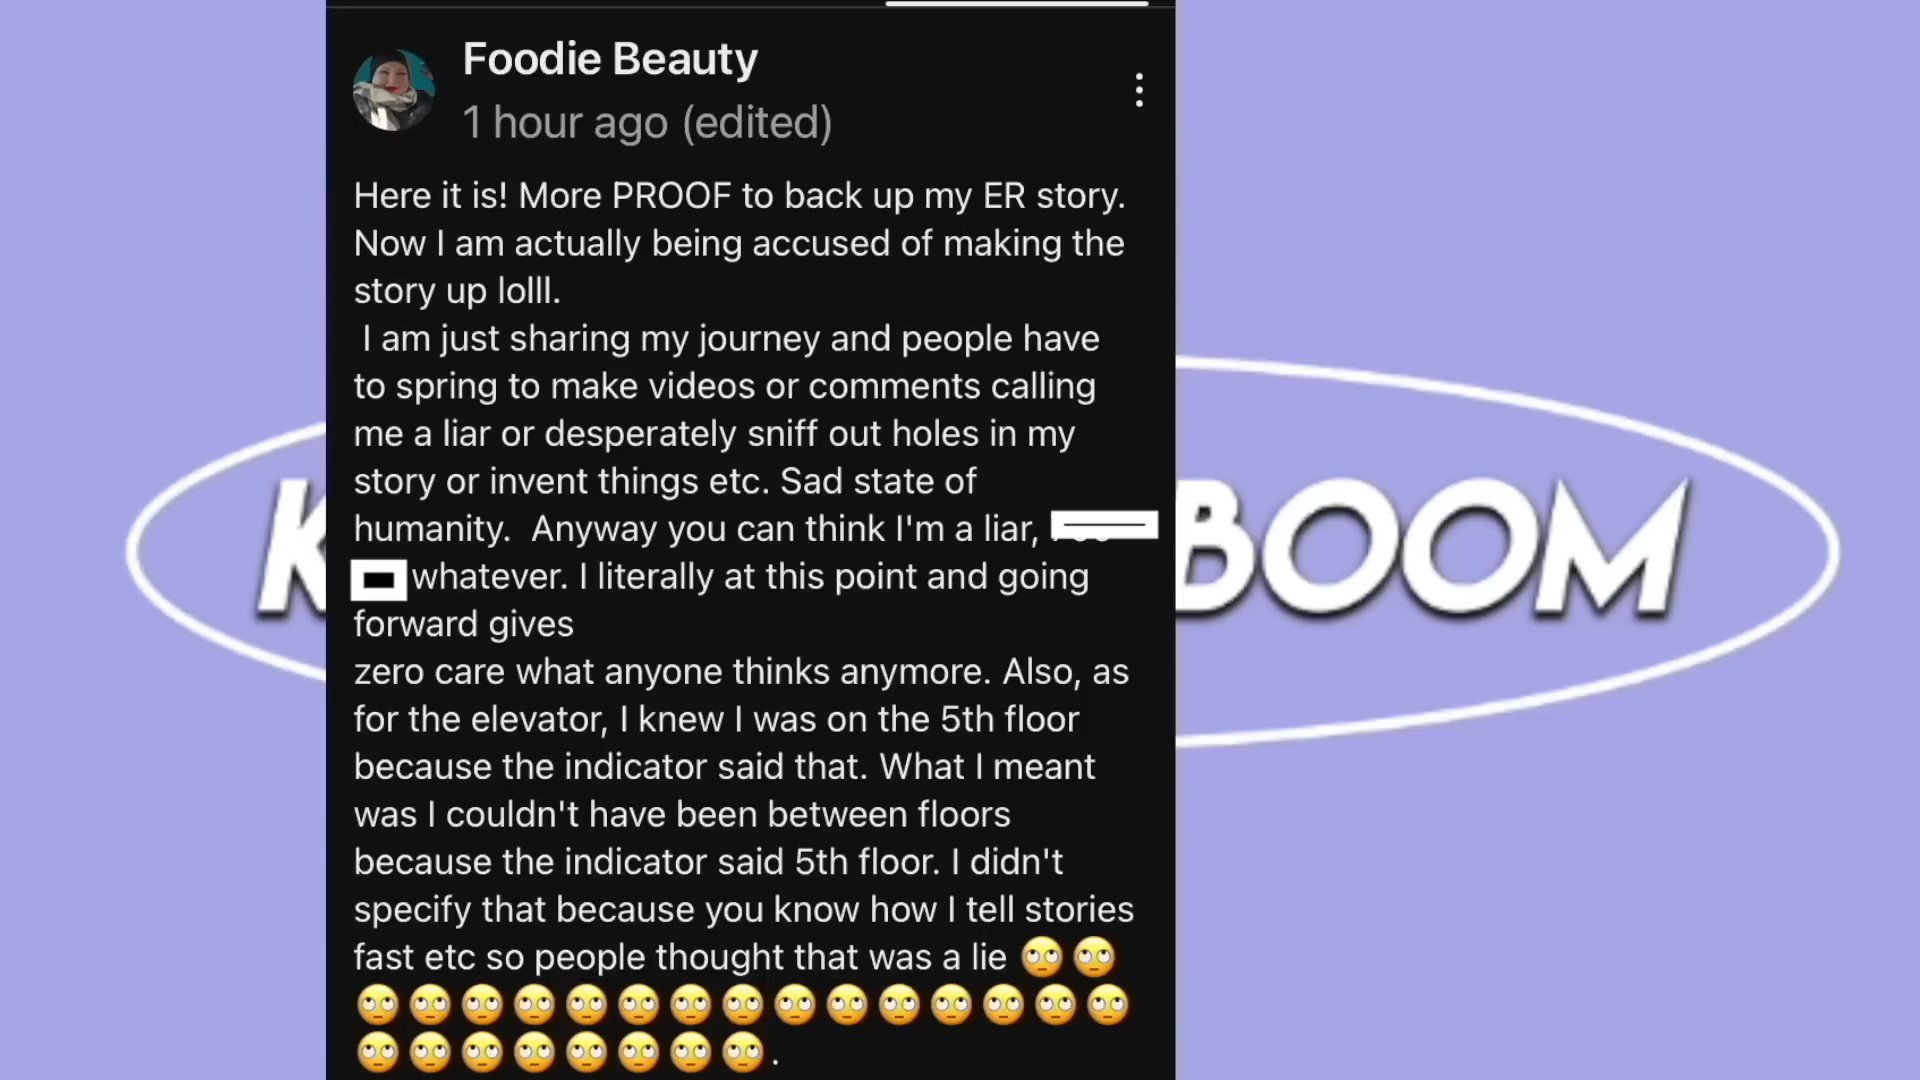 Foodie Beauty
1 hour ago (edited)
Here it is! More PROOF to back up my ER story.
Now I am actually being accused of making the
story up lolll.
I am just sharing my journey and people have
to spring to make videos or comments calling
me a liar or desperately sniff out holes in my
story or invent things etc. Sad state of
humanity.  Anyway you can think I'm a liar,
whatever. I literally at this point and going
forward gives
zero care what anyone thinks anymore. Also, as
for the elevator, I knew I was on the 5th floor
because the indicator said that. What I meant
was I couldn't have been between floors
because the indicator said 5th floor. I didn't
specify that because you know how I tell stories
fast etc so people thought that was a lie 🙄🙄
🙄🙄🙄🙄🙄🙄🙄🙄🙄🙄🙄🙄🙄🙄🙄
🙄🙄🙄🙄🙄🙄🙄🙄.
K
BOOM